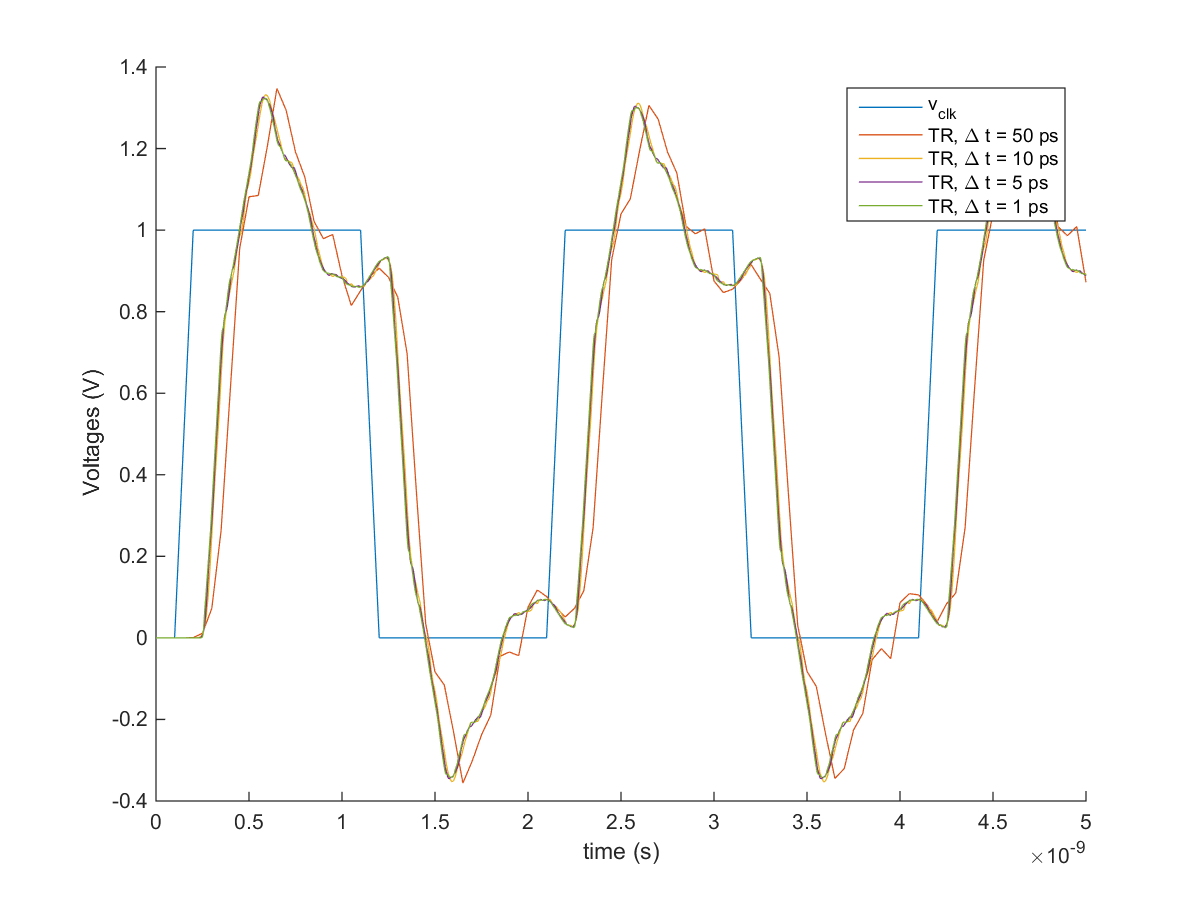 1.4
1.2
1
0.8
0.6
0.4
0.2
0
-0.2
-0.4
Voltages (V)
v_clk
TR, Δ t = 50 ps
TR, Δ t = 10 ps
TR, Δ t = 5 ps
TR, Δ t = 1 ps
0 0.5 1 1.5 2 2.5 3 3.5 4 4.5 5
time (s)
×10^-9